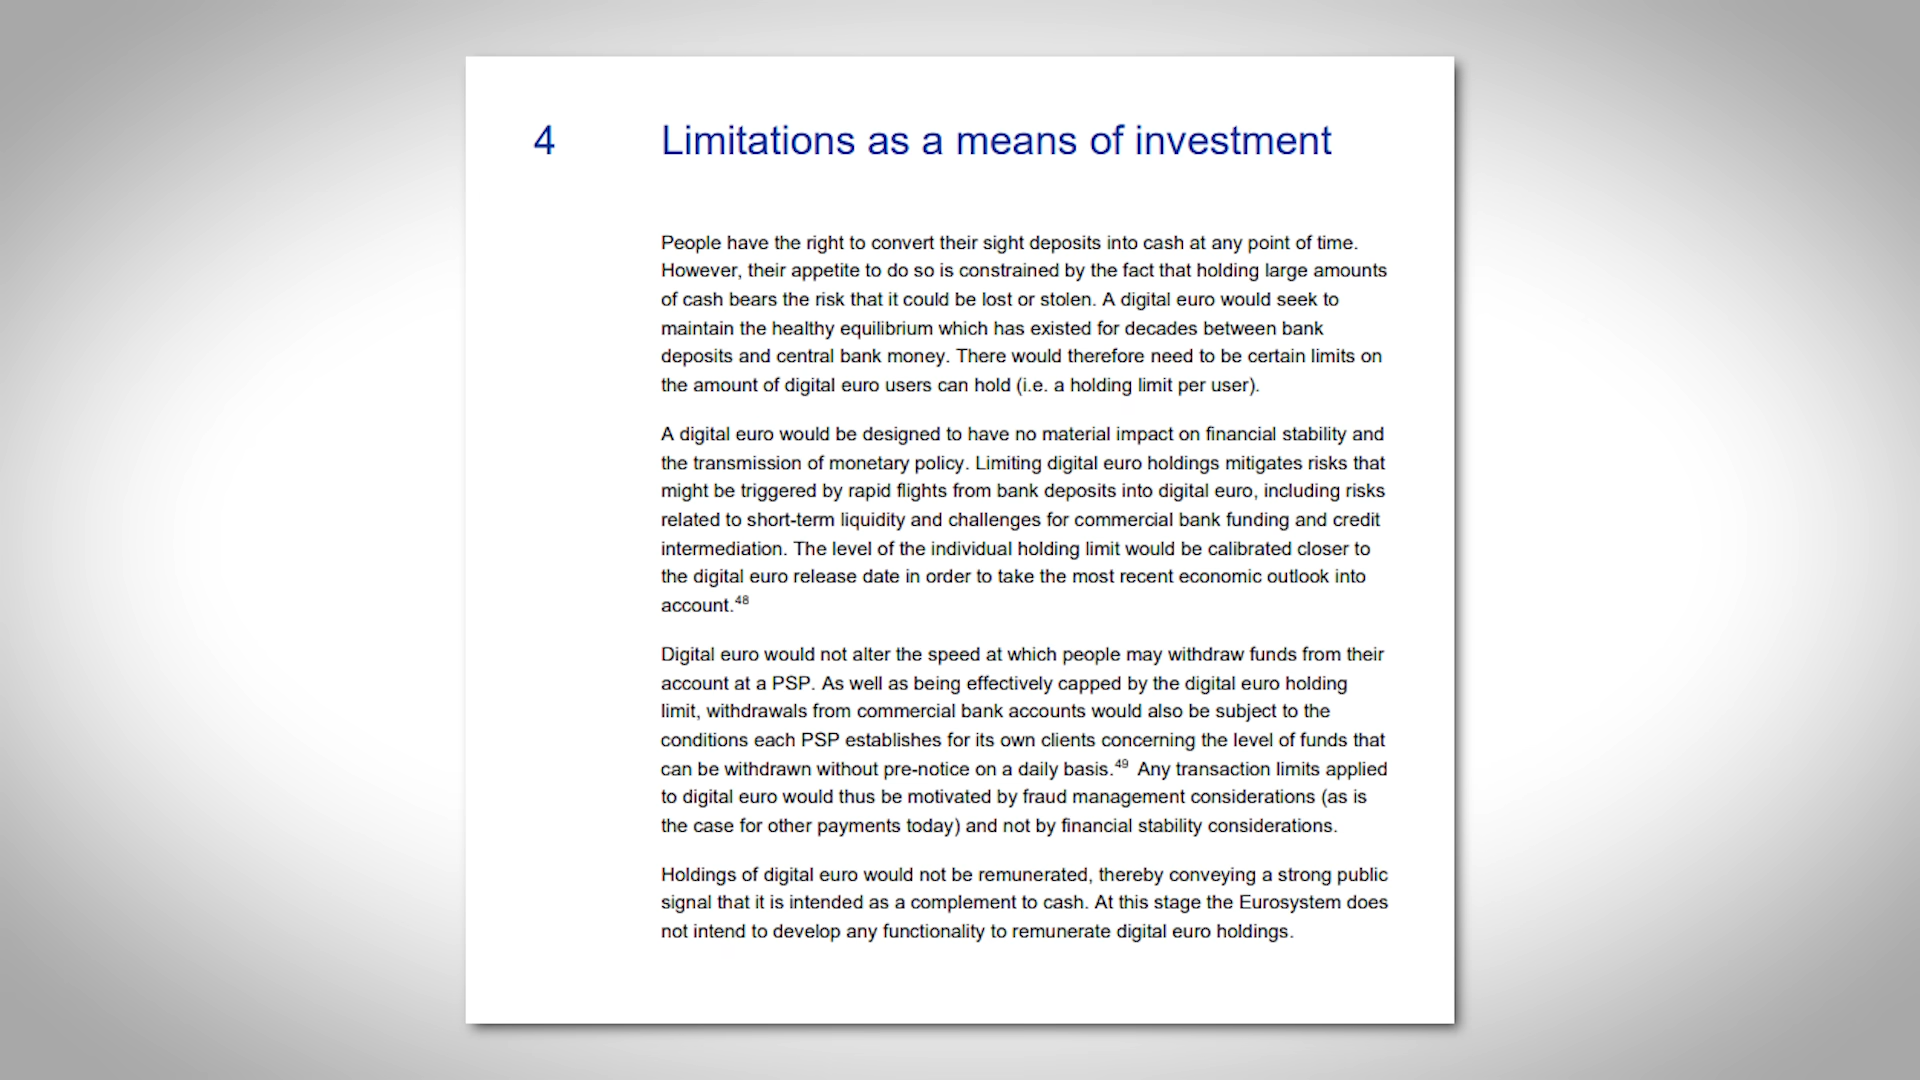 4 Limitations as a means of investment
People have the right to convert their sight deposits into cash at any point of time.
However, their appetite to do so is constrained by the fact that holding large amounts
of cash bears the risk that it could be lost or stolen. A digital euro would seek to
maintain the healthy equilibrium which has existed for decades between bank
deposits and central bank money. There would therefore need to be certain limits on
the amount of digital euro users can hold (i.e. a holding limit per user).
A digital euro would be designed to have no material impact on financial stability and
the transmission of monetary policy. Limiting digital euro holdings mitigates risks that
might be triggered by rapid flights from bank deposits into digital euro, including risks
related to short-term liquidity and challenges for commercial bank funding and credit
intermediation. The level of the individual holding limit would be calibrated closer to
the digital euro release date in order to take the most recent economic outlook into
account.48
Digital euro would not alter the speed at which people may withdraw funds from their
account at a PSP. As well as being effectively capped by the digital euro holding
limit, withdrawals from commercial bank accounts would also be subject to the
conditions each PSP establishes for its own clients concerning the level of funds that
can be withdrawn without pre-notice on a daily basis.49 Any transaction limits applied
to digital euro would thus be motivated by fraud management considerations (as is
the case for other payments today) and not by financial stability considerations.
Holdings of digital euro would not be remunerated, thereby conveying a strong public
signal that it is intended as a complement to cash. At this stage the Eurosystem does
not intend to develop any functionality to remunerate digital euro holdings.